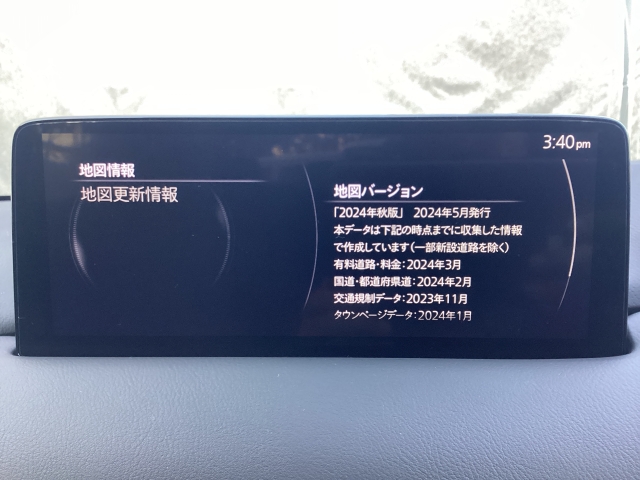 3:40pm
地図情報
地図更新情報
地図バージョン
「2024年秋版」 2024年5月発行
本データは下記の時点までに収集した情報
で作成しています(一部新設道路を除く)
有料道路・料金:2024年3月
国道・都道府県道:2024年2月
交通規制データ:2023年11月
タウンページデータ:2024年1月